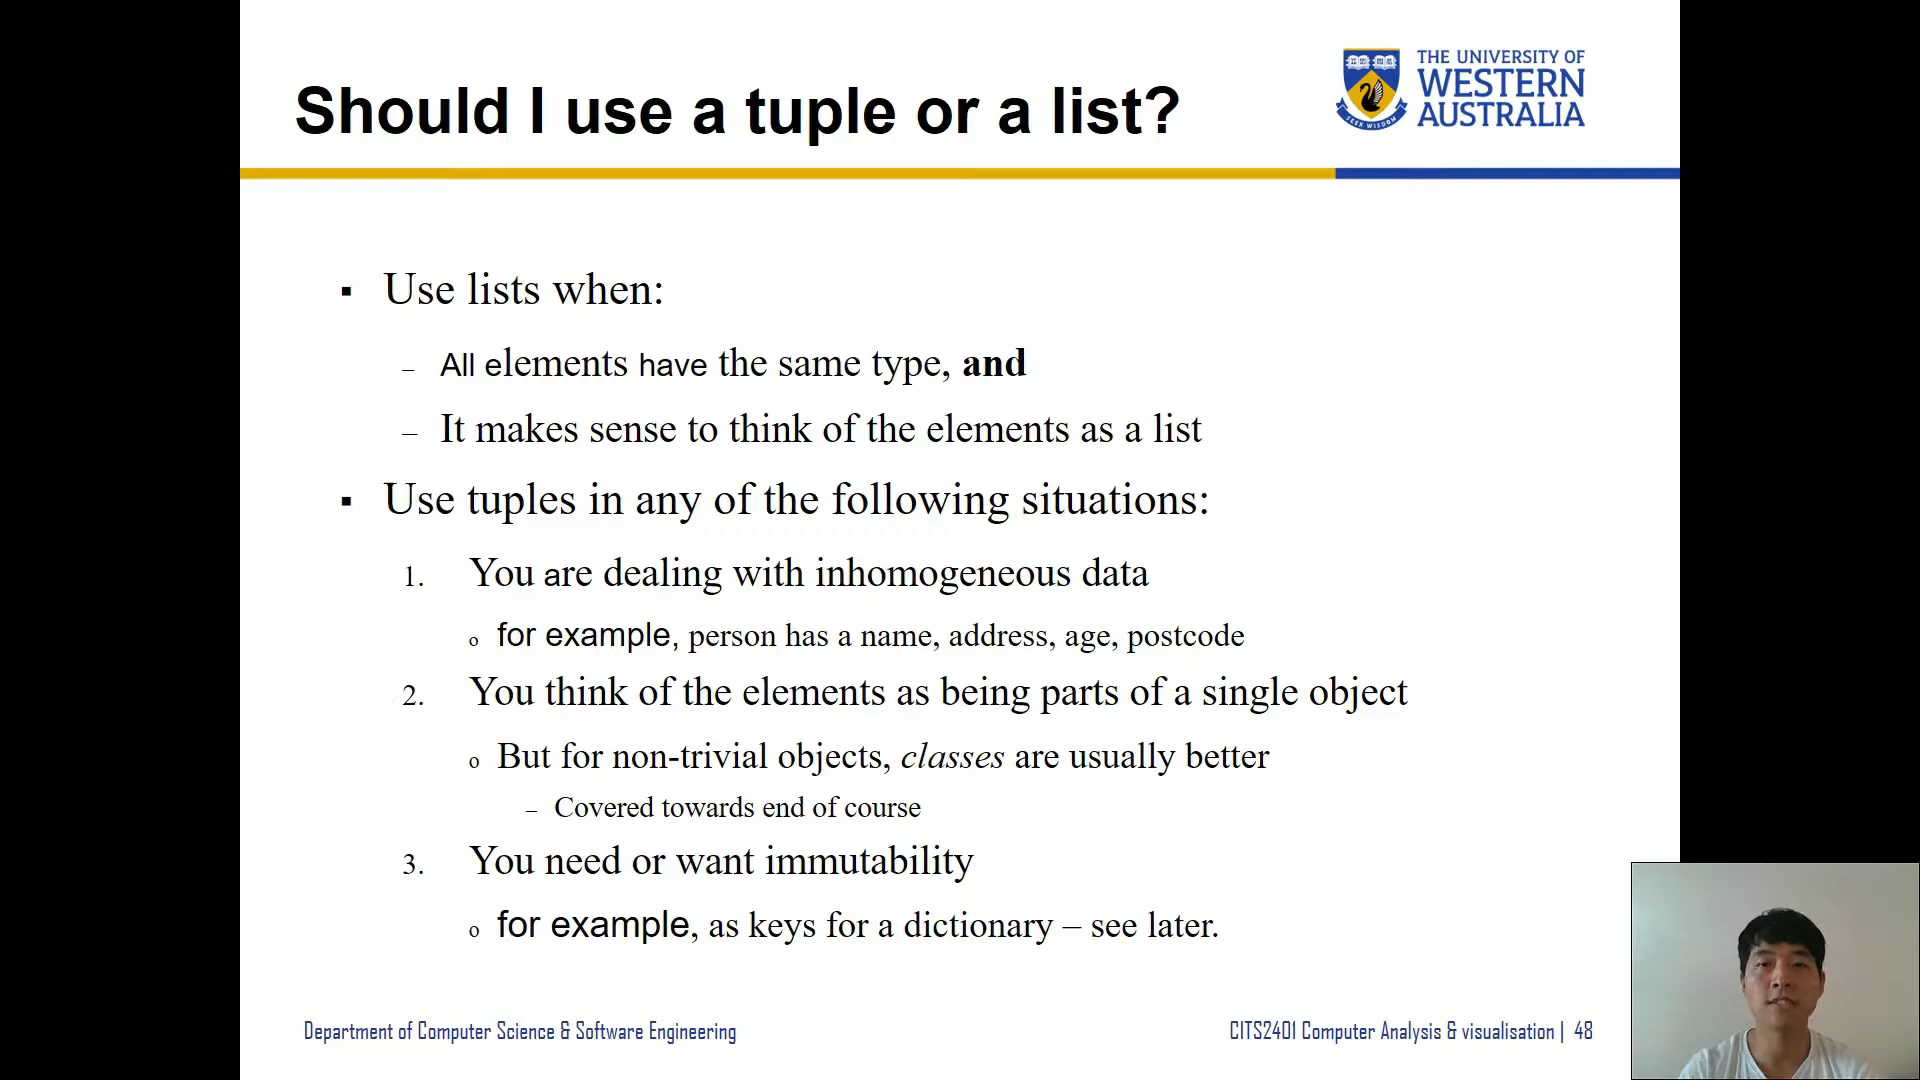 THE UNIVERSITY OF
WESTERN
AUSTRALIA
SEEK WISDOM
Should I use a tuple or a list?
▪ Use lists when:
– All elements have the same type, and
– It makes sense to think of the elements as a list
▪ Use tuples in any of the following situations:
1. You are dealing with inhomogeneous data
o for example, person has a name, address, age, postcode
2. You think of the elements as being parts of a single object
o But for non-trivial objects, classes are usually better
– Covered towards end of course
3. You need or want immutability
o for example, as keys for a dictionary – see later.
Department of Computer Science & Software Engineering
CITS2401 Computer Analysis & visualisation | 48